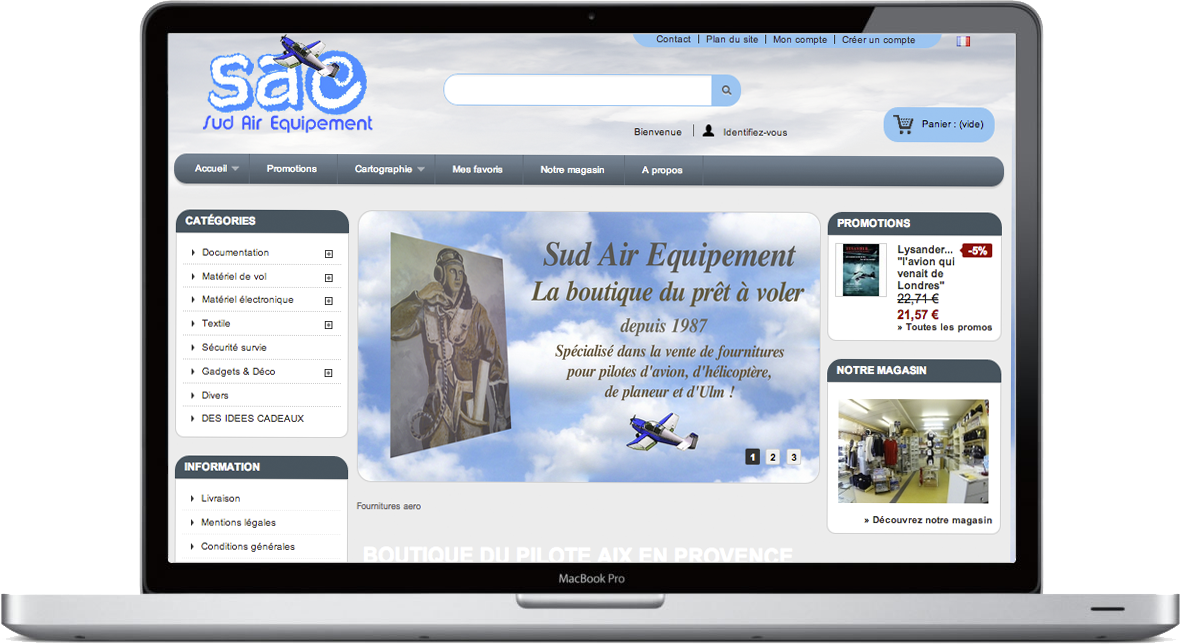 Contact | Plan du site | Mon compte | Créer un compte
sae
Sud Air Equipement
Bienvenue | Identifiez-vous
Panier : (vide)
Accueil Promotions Cartographie Mes favoris Notre magasin A propos
CATÉGORIES
Documentation
Matériel de vol
Matériel électronique
Textile
Sécurité survie
Gadgets & Déco
Divers
DES IDEES CADEAUX
INFORMATION
Livraison
Mentions légales
Conditions générales
Sud Air Equipement
La boutique du prêt à voler
depuis 1987
Spécialisé dans la vente de fournitures
pour pilotes d'avion, d'hélicoptère,
de planeur et d'Ulm !
1 2 3
Fournitures aero
BOUTIQUE DU PILOTE AIX EN PROVENCE
PROMOTIONS
LYSANDER...
Lysander... -5%
"l'avion qui
venait de
Londres"
22,71 €
21,57 €
» Toutes les promos
NOTRE MAGASIN
» Découvrez notre magasin
MacBook Pro